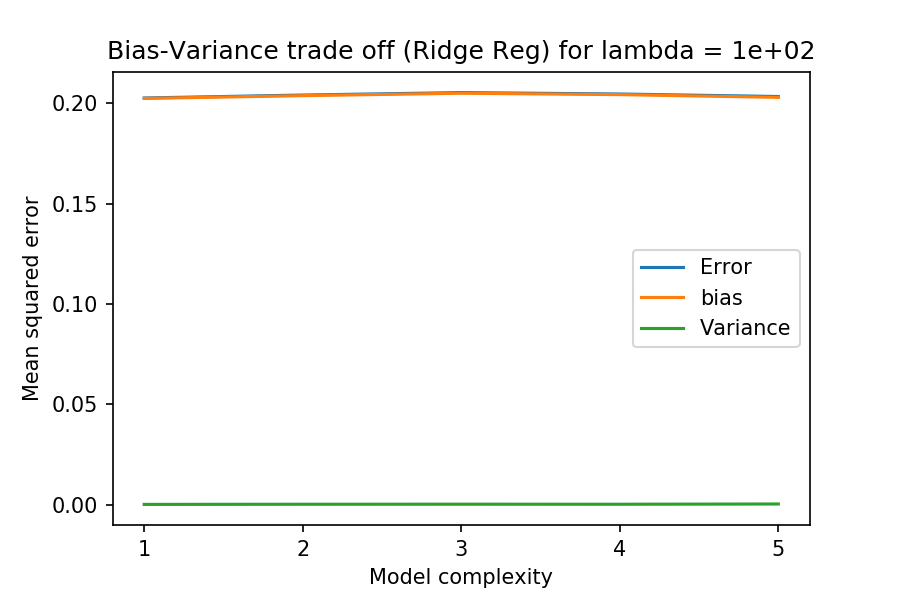 Bias-Variance trade off (Ridge Reg) for lambda = 1e+02
Mean squared error
0.20
0.15
0.10
0.05
0.00
Error
bias
Variance
1 2 3 4 5
Model complexity